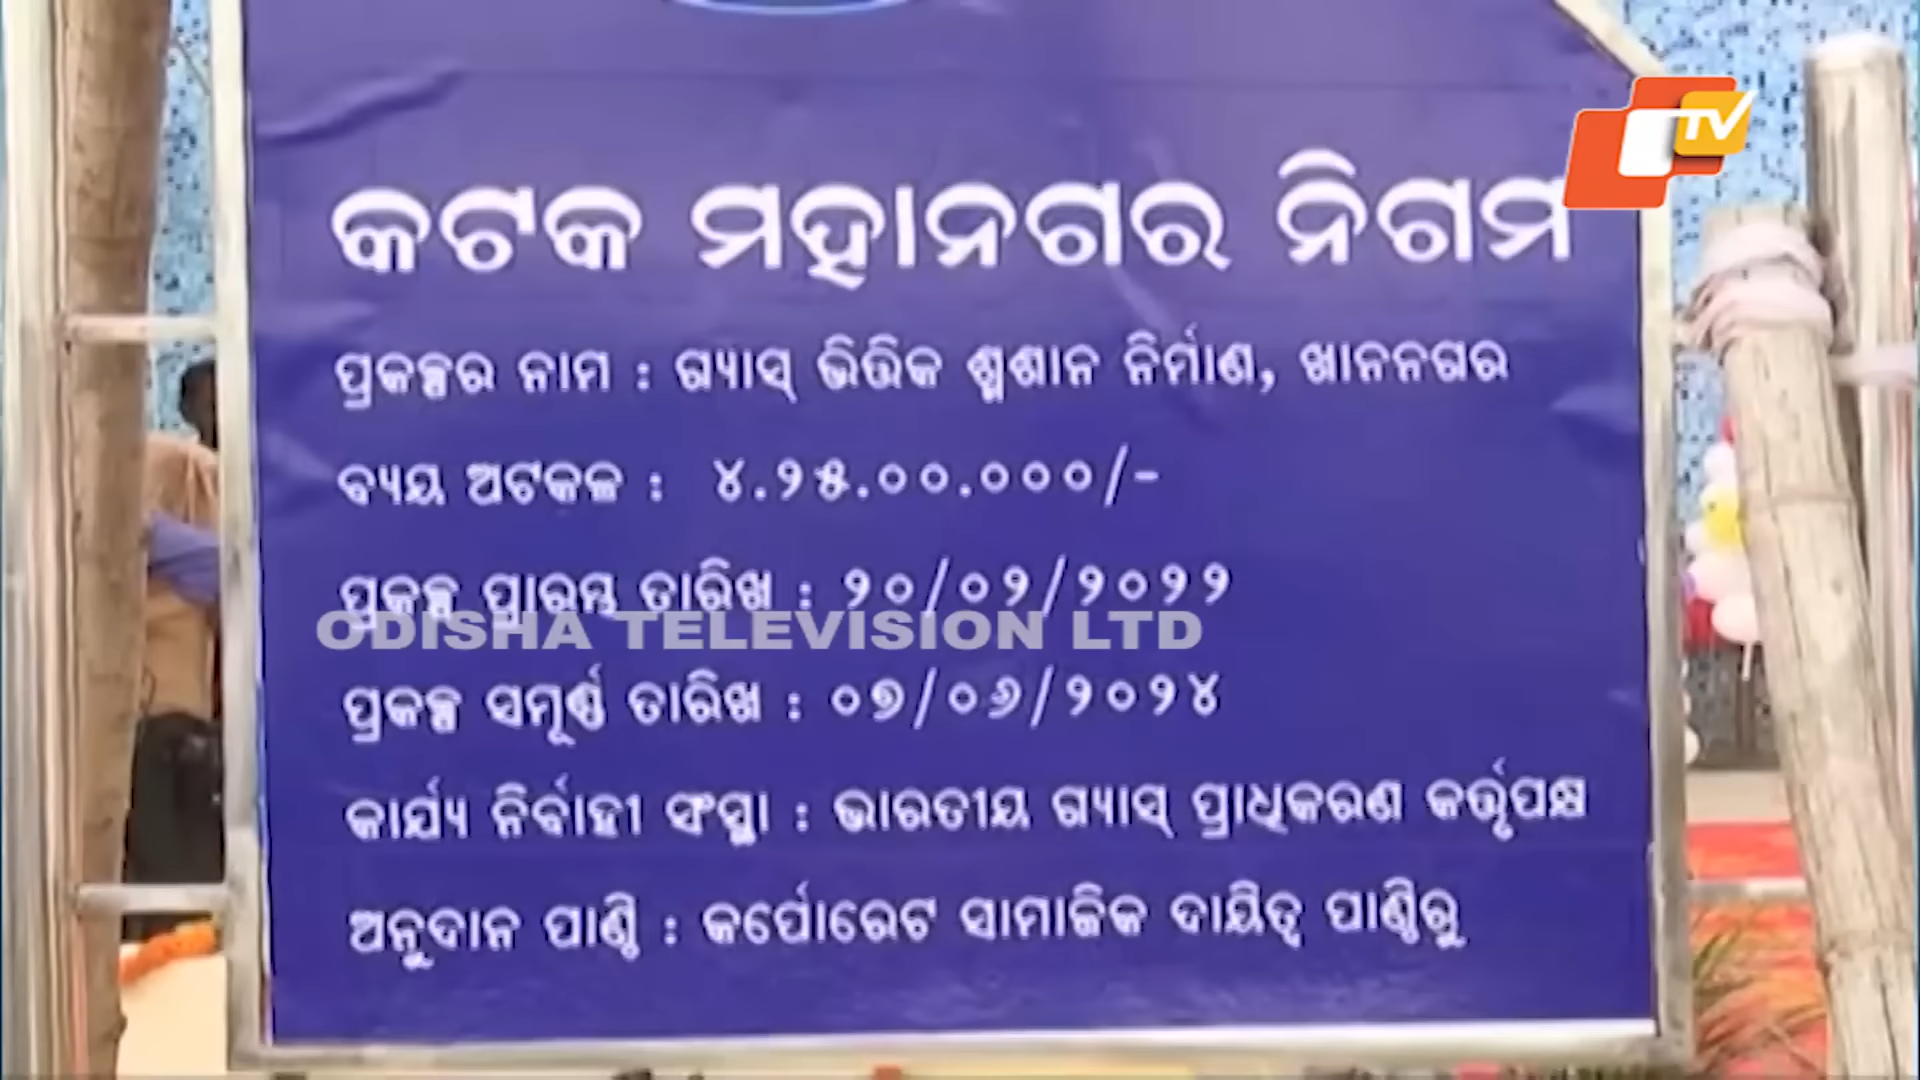 TV
କଟକ ମହାନଗର ନିଗମ
ପ୍ରକଳ୍ପର ନାମ : ଗ୍ୟାସ୍ ଭିତ୍ତିକ ଶ୍ମଶାନ ନିର୍ମାଣ, ଖାନନଗର
ବ୍ୟୟ ଅଟକଳ : ୪.୨୫.୦୦.୦୦୦/-
ପ୍ରକଳ୍ପ ପ୍ରାରମ୍ଭ ତାରିଖ : ୨୦/୦୨/୨୦୨୨
ODISHA TELEVISION LTD
ପ୍ରକଳ୍ପ ସମ୍ପୂର୍ଣ୍ଣ ତାରିଖ : ୦୭/୦୬/୨୦୨୪
କାର୍ଯ୍ୟ ନିର୍ବାହୀ ସଂସ୍ଥା : ଭାରତୀୟ ଗ୍ୟାସ୍ ପ୍ରାଧିକରଣ କର୍ତ୍ତୃପକ୍ଷ
ଅନୁଦାନ ପାଣ୍ଠି : କର୍ପୋରେଟ ସାମାଜିକ ଦାୟିତ୍ୱ ପାଣ୍ଠିରୁ